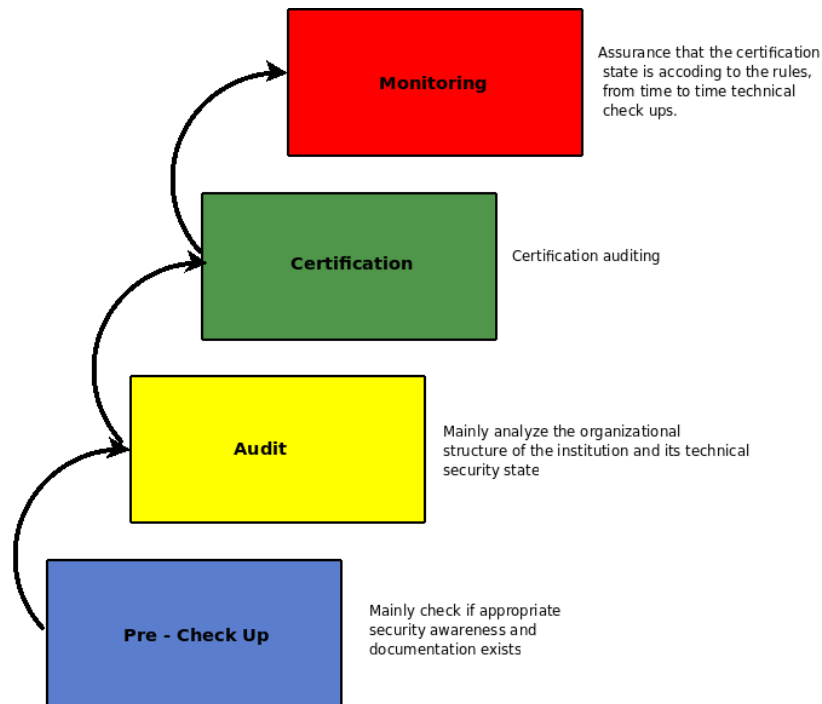 Monitoring
Assurance that the certification
state is accoding to the rules,
from time to time technical
check ups.
Certification
Certification auditing
Audit
Mainly analyze the organizational
structure of the institution and its technical
security state
Pre - Check Up
Mainly check if appropriate
security awareness and
documentation exists